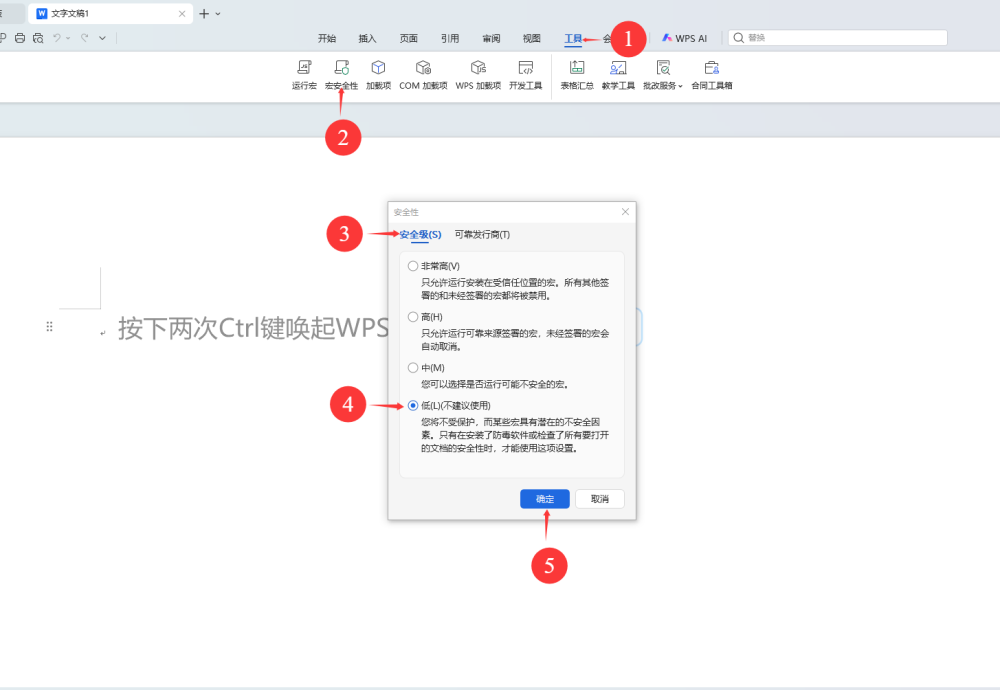 文字文稿1
开始 插入 页面 引用 审阅 视图 工具 会 1 WPS AI 替换
运行宏 宏安全性 加载项 COM 加载项 WPS 加载项 开发工具 表格汇总 教学工具 批改服务 合同工具箱
2
安全性
3
安全级(S) 可靠发行商(T)
非常高(V)
只允许运行安装在受信任位置的宏。所有其他签
署的和未经签署的宏都将被禁用。
高(H)
只允许运行可靠来源签署的宏，未经签署的宏会
自动取消。
按下两次Ctrl键唤起WPS
中(M)
您可以选择是否运行可能不安全的宏。
4
低(L)(不建议使用)
您将不受保护，而某些宏具有潜在的不安全因
素。只有在安装了防毒软件或检查了所有要打开
的文档的安全性时，才能使用这项设置。
确定 取消
5